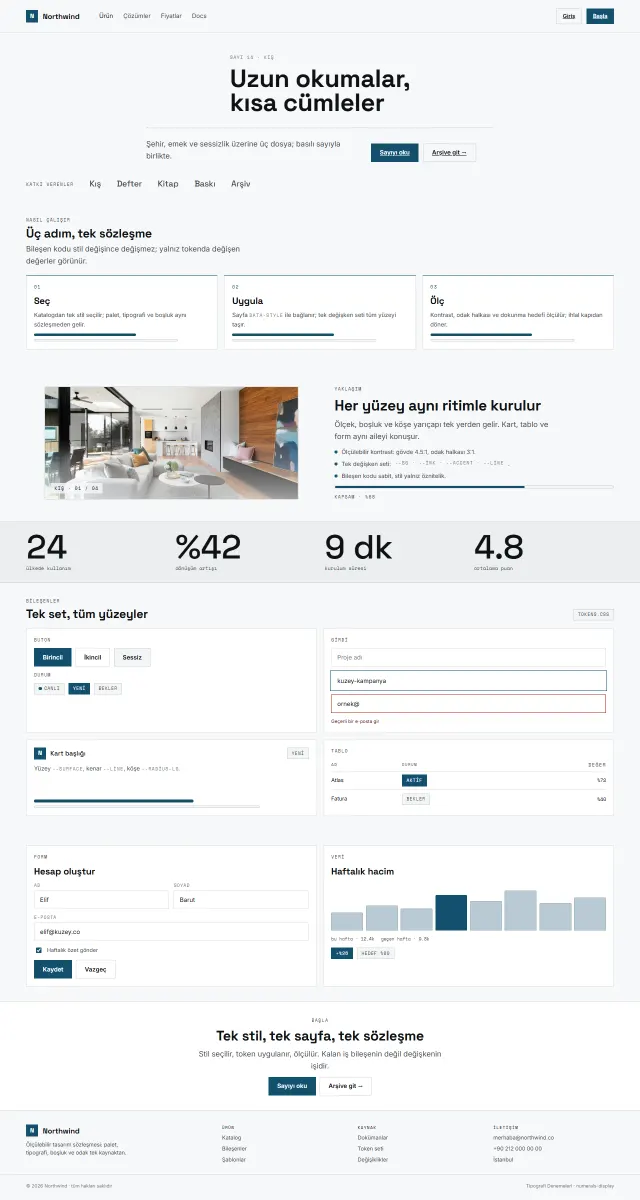 N Northwind Ürün Çözümler Fiyatlar Docs Giriş Başla
SAYI 18 · KIŞ
Uzun okumalar,
kısa cümleler
Şehir, emek ve sessizlik üzerine üç dosya; basılı sayıyla
birlikte.
Sayıyı oku Arşive git →
KATKI VERENLER Kış Defter Kitap Baskı Arşiv
NASIL ÇALIŞIR
Üç adım, tek sözleşme
Bileşen kodu stil değişince değişmez; yalnız tokenda değişen
değerler görünür.
01
Seç
Katalogdan tek stil seçilir; palet, tipografi ve boşluk aynı
sözleşmeden gelir.
02
Uygula
Sayfa DATA-STYLE ile bağlanır; tek değişken seti tüm yüzeyi
taşır.
03
Ölç
Kontrast, odak halkası ve dokunma hedefi ölçülür; ihlal kapıdan
döner.
KIŞ · 01 / 04
YAKLAŞIM
Her yüzey aynı ritimle kurulur
Ölçek, boşluk ve köşe yarıçapı tek yerden gelir. Kart, tablo ve
form aynı aileyi konuşur.
Ölçülebilir kontrast: gövde 4.5:1, odak halkası 3:1.
Tek değişken seti: --BG · --INK · --ACCENT · --LINE .
Bileşen kodu sabit, stil yalnız öznitelik.
KAPSAM · %68
24 %42 9 dk 4.8
ülkede kullanım dönüşüm artışı kurulum süresi ortalama puan
BİLEŞENLER
Tek set, tüm yüzeyler
TOKENS.CSS
BUTON
Birincil İkincil Sessiz
DURUM
CANLI YENİ BEKLER
GİRDİ
Proje adı
kuzey-kampanya
ornek@
Geçerli bir e-posta gir
N Kart başlığı YENİ
Yüzey --SURFACE, kenar --LINE, köşe --RADIUS-LG.
TABLO
AD DURUM DEĞER
Atlas AKTİF %78
Fatura BEKLER %40
FORM
Hesap oluştur
AD SOYAD
Elif Barut
E-POSTA
elif@kuzey.co
Haftalık özet gönder
Kaydet Vazgeç
VERİ
Haftalık hacim
bu hafta · 12.4k geçen hafta · 9.8k
HEDEF %80
BAŞLA
Tek stil, tek sayfa, tek sözleşme
Stil seçilir, token uygulanır, ölçülür. Kalan iş bileşenin değil değişkenin
işidir.
Sayıyı oku Arşive git →
N Northwind
Ölçülebilir tasarım sözleşmesi: palet,
tipografi, boşluk ve odak tek kaynaktan.
ÜRÜN
Katalog
Bileşenler
Şablonlar
KAYNAK
Dokümanlar
Token seti
Değişiklikler
İLETİŞİM
merhaba@northwind.co
+90 212 000 00 00
İstanbul
© 2026 Northwind · tüm hakları saklıdır
Tipografi Denemeleri · numerals-display